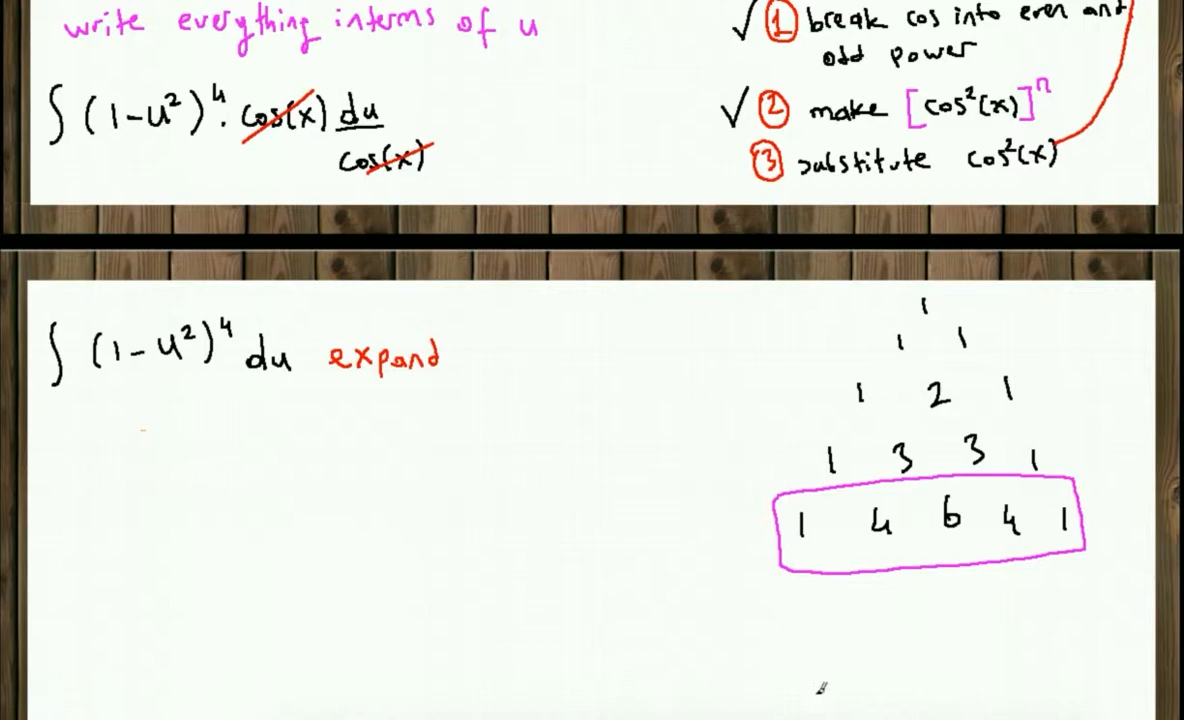 write everything interms of u
∫ (1-u²)⁴. cos(x) du
cos(x)
√ ① break cos into even and
odd power
√ ② make [cos²(x)]ⁿ
③ substitute cos²(x)
∫ (1-u²)⁴ du expand
1
1 1
1 2 1
1 3 3 1
1 4 6 4 1